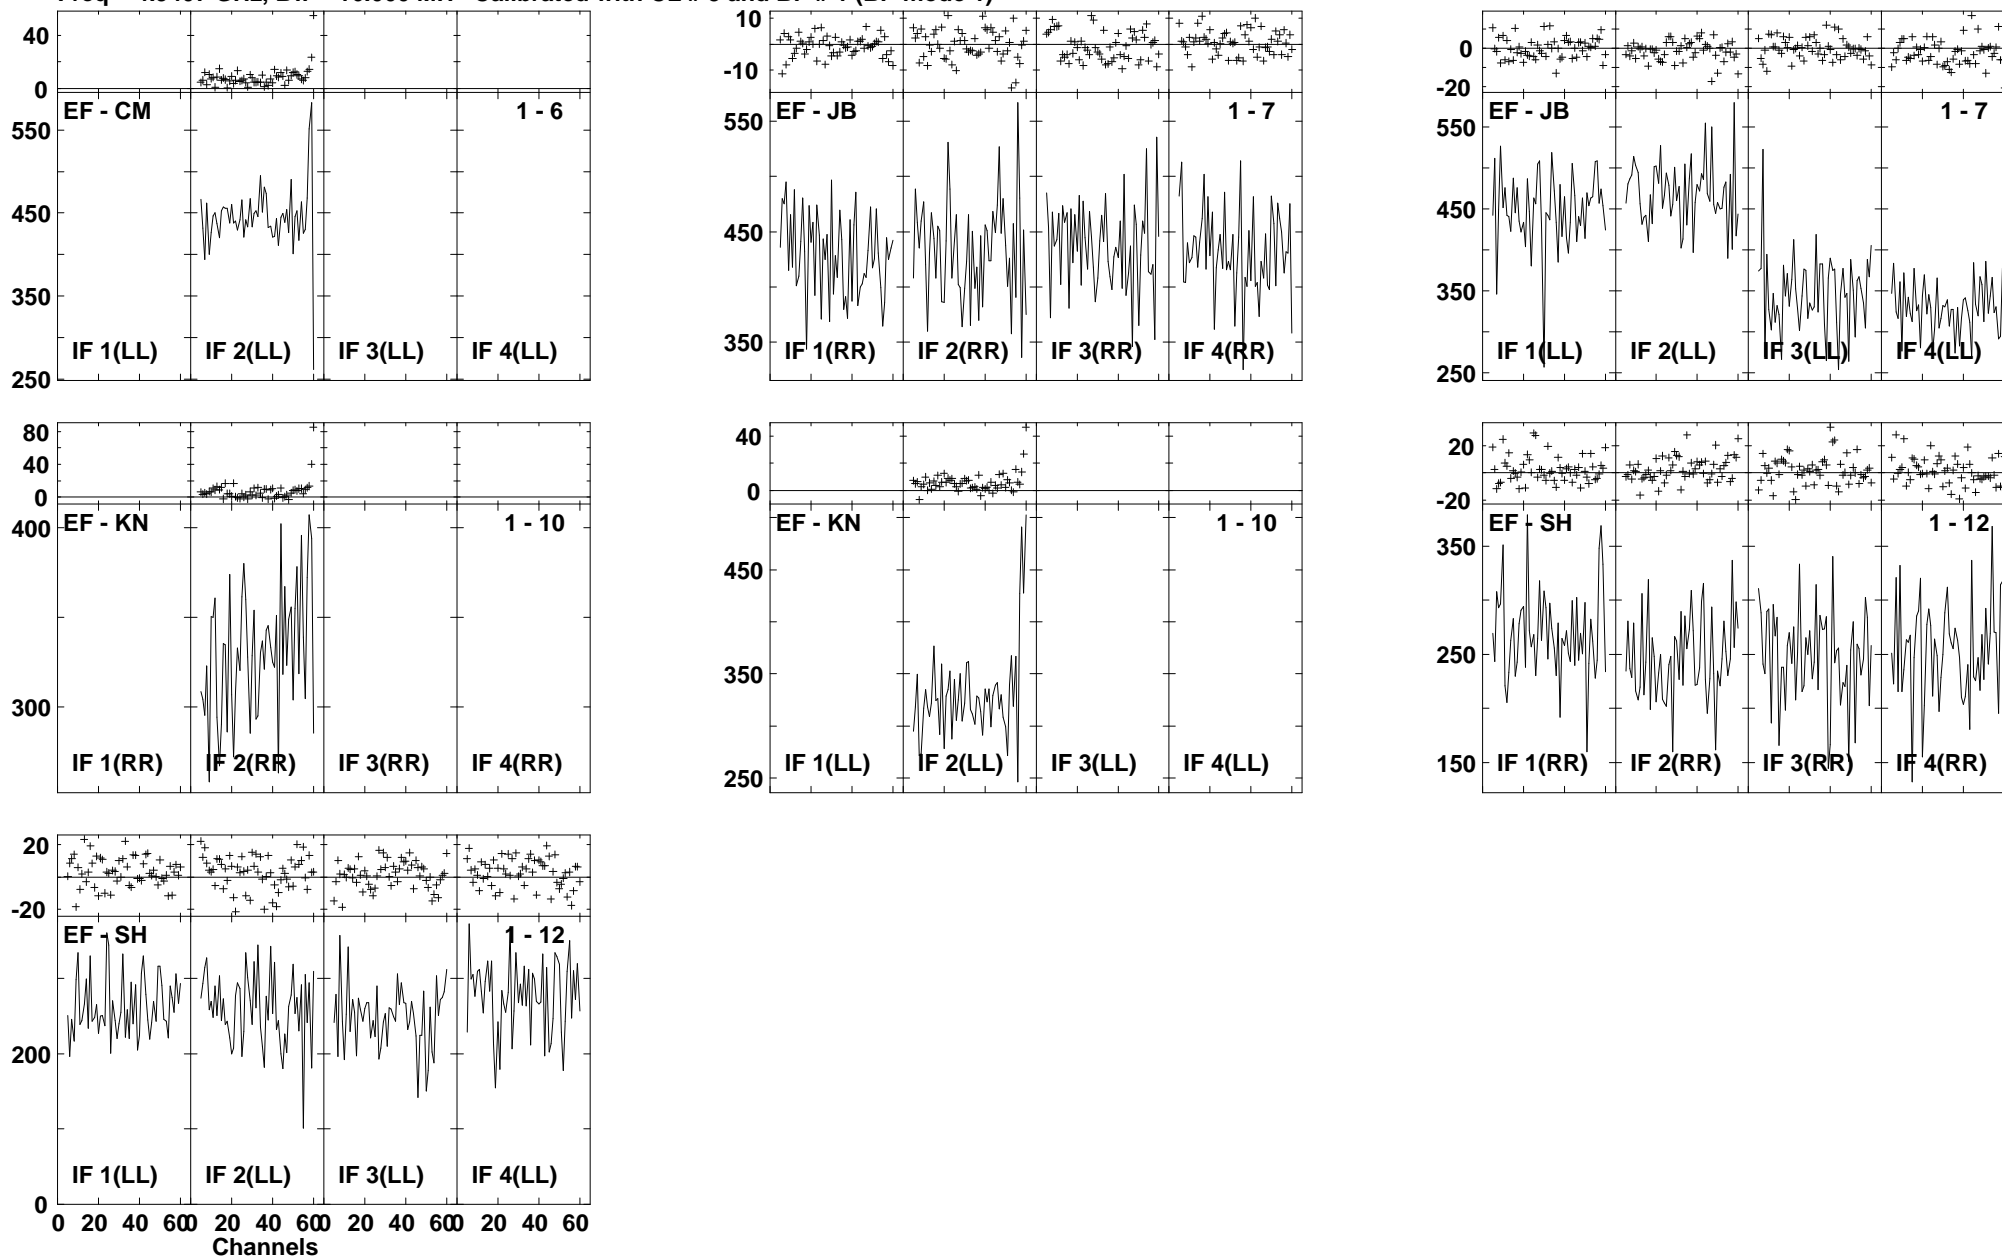 40
0
EF - CM
1 - 6
550
450
350
250
IF 1(LL)
IF 2(LL)
IF 3(LL)
IF 4(LL)
10
-10
EF - JB
1 - 7
550
450
350
IF 1(RR)
IF 2(RR)
IF 3(RR)
IF 4(RR)
0
-20
EF - JB
1 - 7
550
450
350
250
IF 1(LL)
IF 2(LL)
IF 3(LL)
IF 4(LL)
80
40
0
EF - KN
1 - 10
400
300
IF 1(RR)
IF 2(RR)
IF 3(RR)
IF 4(RR)
40
0
EF - KN
1 - 10
450
350
250
IF 1(LL)
IF 2(LL)
IF 3(LL)
IF 4(LL)
20
-20
EF - SH
1 - 12
350
250
150
IF 1(RR)
IF 2(RR)
IF 3(RR)
IF 4(RR)
20
-20
EF - SH
1 - 12
200
0
IF 1(LL)
IF 2(LL)
IF 3(LL)
IF 4(LL)
0 20 40 60 0 20 40 60 0 20 40 60 0 20 40 60
Channels